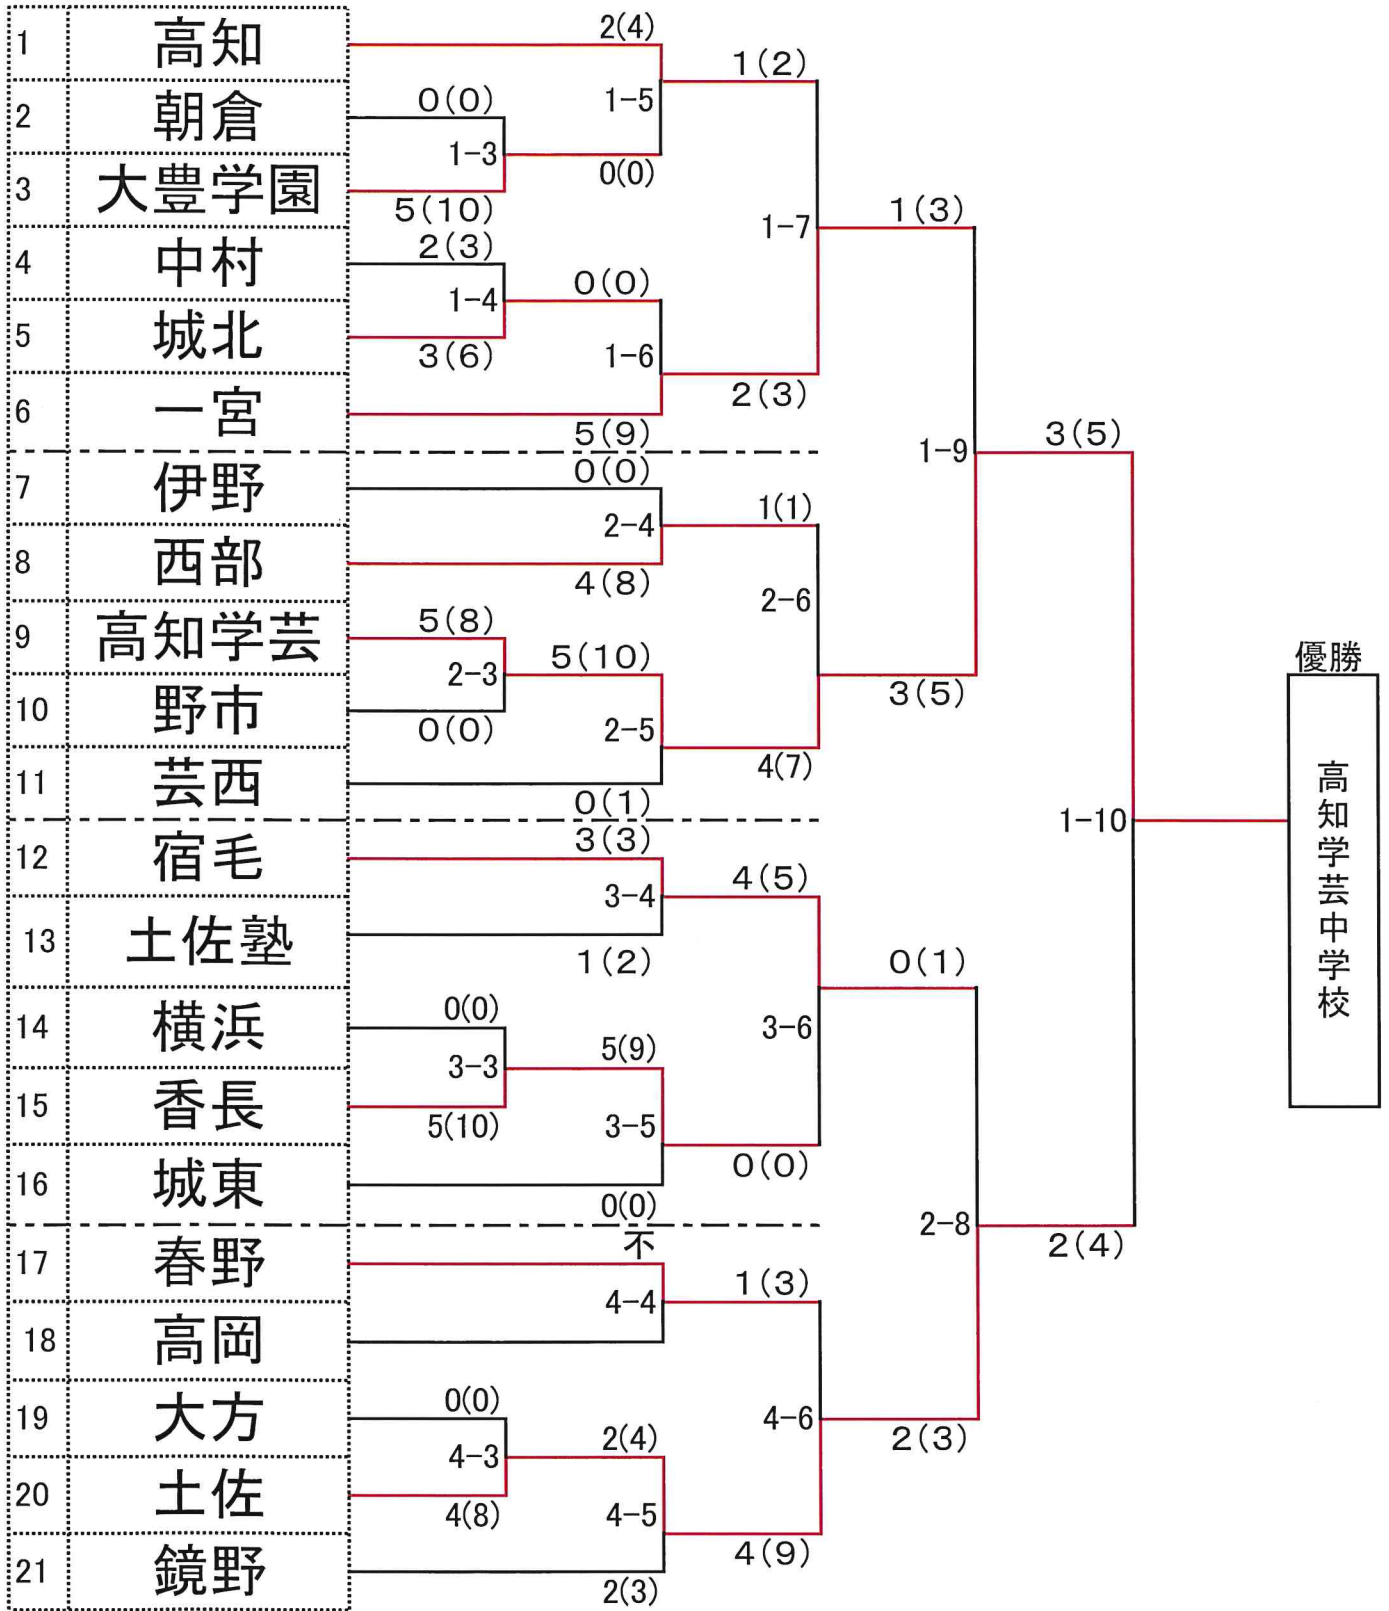 1 高知 2(4)
1(2)
2 朝倉 0(0) 1-5
1-3
3 大豊学園 5(10) 0(0)
1-7 1(3)
4 中村 2(3)
1-4 0(0)
5 城北 3(6) 1-6
2(3)
6 一宮 5(9)
1-9 3(5)
7 伊野 0(0)
2-4 1(1)
8 西部 4(8)
2-6
9 高知学芸 5(8)
2-3 5(10)
3(5)
10 野市 0(0) 2-5
4(7)
11 芸西 0(1)
1-10
優勝
高知学芸中学校
12 宿毛 3(3)
3-4 4(5)
13 土佐塾 1(2)
0(1)
14 横浜 0(0) 3-6
3-3 5(9)
15 香長 5(10) 3-5
0(0)
16 城東 0(0)
2-8 2(4)
17 春野 不
4-4 1(3)
18 高岡
19 大方 0(0) 4-6
2(3)
4-3 2(4)
20 土佐 4(8) 4-5
4(9)
21 鏡野 2(3)